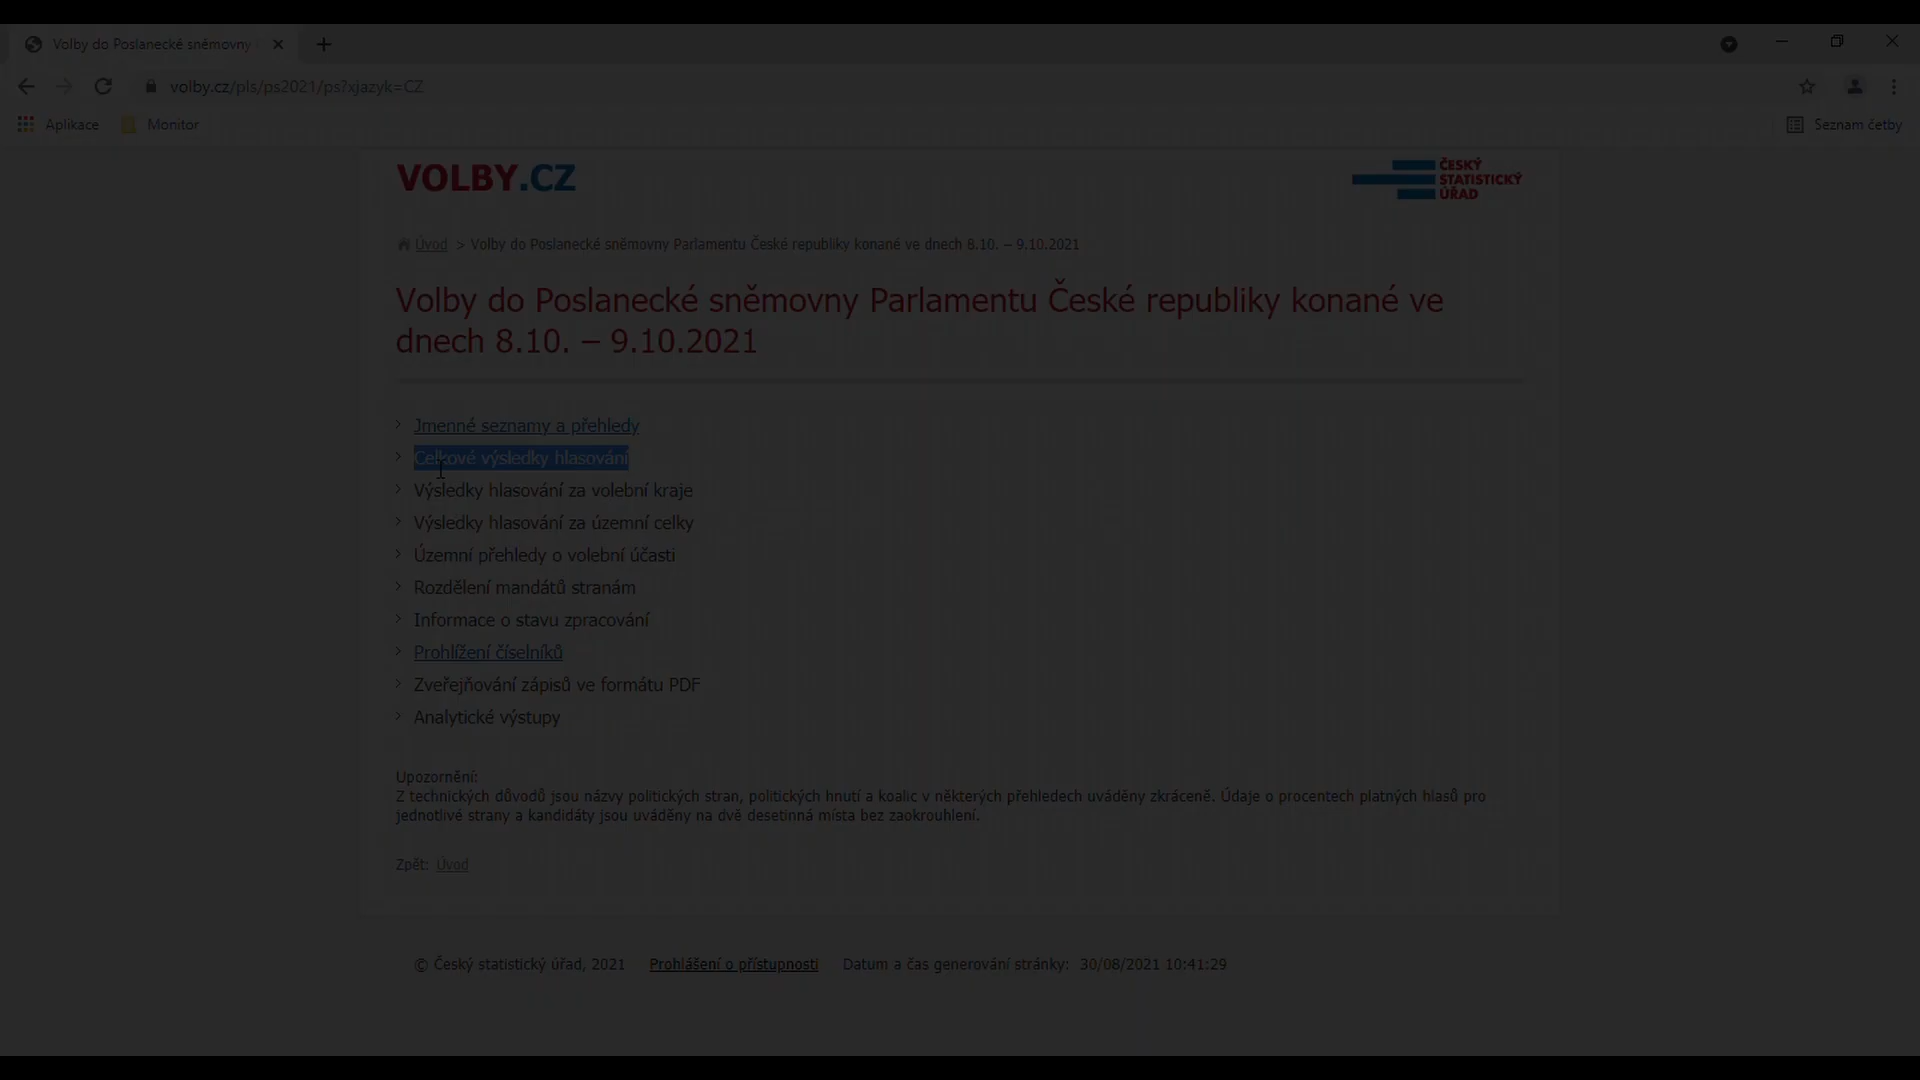 Volby do Poslanecké sněmovny
volby.cz/pls/ps2021/ps?xjazyk=CZ
Aplikace Monitor Seznam četby
VOLBY.CZ
ČESKÝ
STATISTICKÝ
ÚŘAD
Úvod > Volby do Poslanecké sněmovny Parlamentu České republiky konané ve dnech 8.10. – 9.10.2021
Volby do Poslanecké sněmovny Parlamentu České republiky konané ve
dnech 8.10. – 9.10.2021
Jmenné seznamy a přehledy
Celkové výsledky hlasování
Výsledky hlasování za volební kraje
Výsledky hlasování za územní celky
Územní přehledy o volební účasti
Rozdělení mandátů stranám
Informace o stavu zpracování
Prohlížení číselníků
Zveřejňování zápisů ve formátu PDF
Analytické výstupy
Upozornění:
Z technických důvodů jsou názvy politických stran, politických hnutí a koalic v některých přehledech uváděny zkráceně. Údaje o procentech platných hlasů pro
jednotlivé strany a kandidáty jsou uváděny na dvě desetinná místa bez zaokrouhlení.
Zpět: Úvod
© Český statistický úřad, 2021 Prohlášení o přístupnosti Datum a čas generování stránky: 30/08/2021 10:41:29